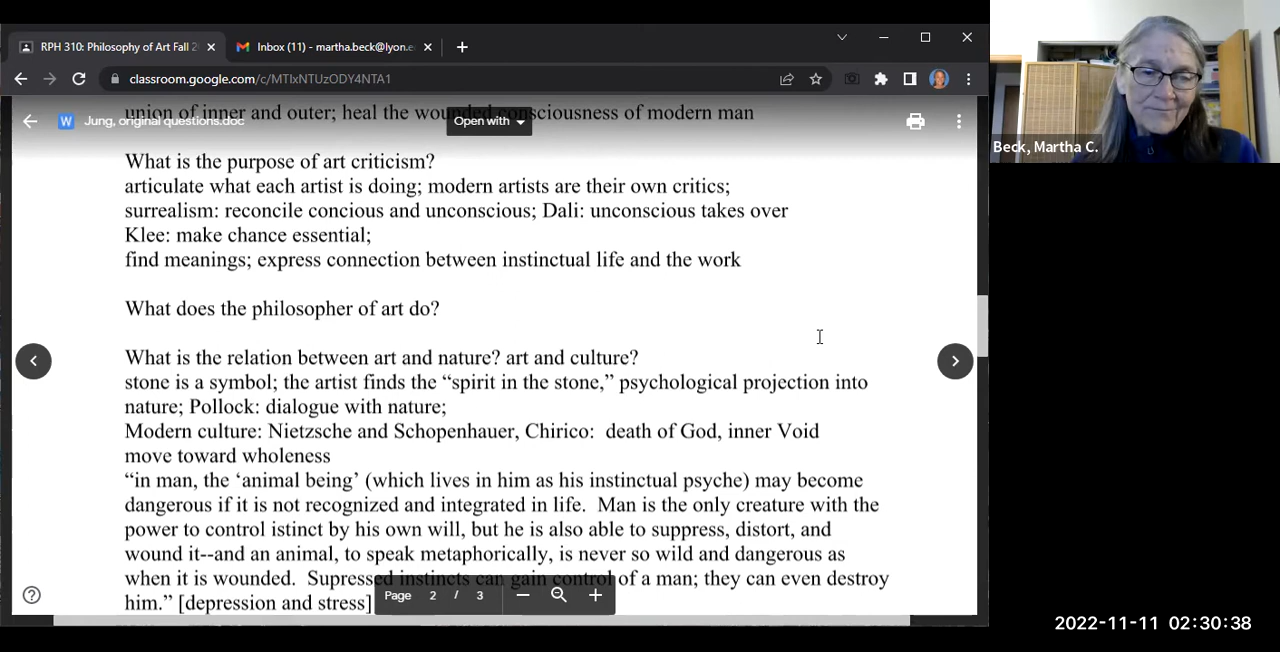 RPH 310: Philosophy of Art Fall 2
Inbox (11) - martha.beck@lyon.e
classroom.google.com/c/MTIxNTUzODY4NTA1
union of inner and outer; heal the wounded consciousness of modern man
Jung, original questions.doc
Open with
What is the purpose of art criticism?
articulate what each artist is doing; modern artists are their own critics;
surrealism: reconcile concious and unconscious; Dali: unconscious takes over
Klee: make chance essential;
find meanings; express connection between instinctual life and the work
What does the philosopher of art do?
What is the relation between art and nature? art and culture?
stone is a symbol; the artist finds the “spirit in the stone,” psychological projection into
nature; Pollock: dialogue with nature;
Modern culture: Nietzsche and Schopenhauer, Chirico: death of God, inner Void
move toward wholeness
“in man, the ‘animal being’ (which lives in him as his instinctual psyche) may become
dangerous if it is not recognized and integrated in life. Man is the only creature with the
power to control istinct by his own will, but he is also able to suppress, distort, and
wound it--and an animal, to speak metaphorically, is never so wild and dangerous as
when it is wounded. Supressed instincts can gain control of a man; they can even destroy
him.” [depression and stress]
Page 2 / 3
Beck, Martha C.
2022-11-11 02:30:38